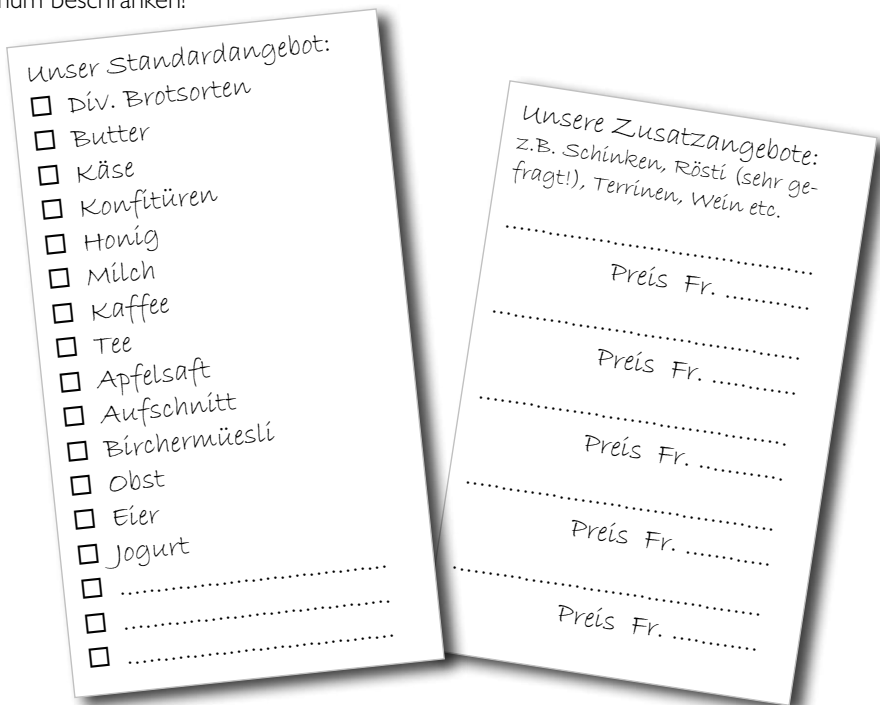 beschränken!
Unser Standardangebot:
Div. Brotsorten
Butter
Käse
Konfitüren
Honig
Milch
Kaffee
Tee
Apfelsaft
Aufschnitt
Birchermüesli
Obst
Eier
Jogurt
.................................
.................................
.................................
Unsere Zusatzangebote:
z.B. Schinken, Rösti (sehr ge-
fragt!), Terrinen, Wein etc.
.......................................
Preis Fr. ...........
.......................................
Preis Fr. ...........
.......................................
Preis Fr. ...........
.......................................
Preis Fr. ...........
.......................................
Preis Fr. ...........